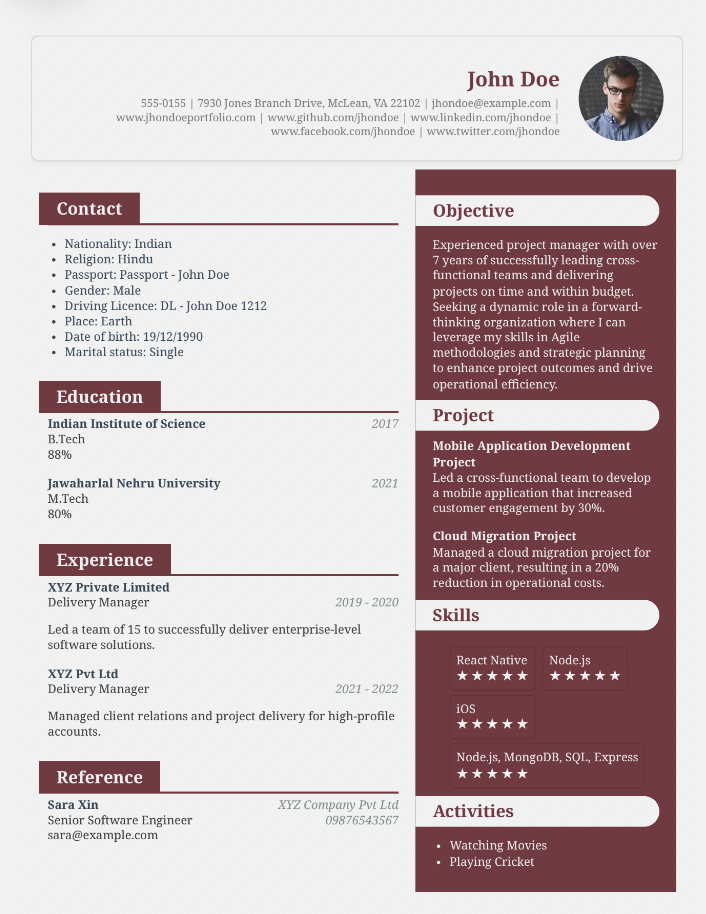 John Doe
555-0155 | 7930 Jones Branch Drive, McLean, VA 22102 | jhondoe@example.com |
www.jhondoeportfolio.com | www.github.com/jhondoe | www.linkedin.com/jhondoe |
www.facebook.com/jhondoe | www.twitter.com/jhondoe
Contact
• Nationality: Indian
• Religion: Hindu
• Passport: Passport - John Doe
• Gender: Male
• Driving Licence: DL - John Doe 1212
• Place: Earth
• Date of birth: 19/12/1990
• Marital status: Single
Education
Indian Institute of Science 2017
B.Tech
88%
Jawaharlal Nehru University 2021
M.Tech
80%
Experience
XYZ Private Limited
Delivery Manager 2019 - 2020
Led a team of 15 to successfully deliver enterprise-level
software solutions.
XYZ Pvt Ltd
Delivery Manager 2021 - 2022
Managed client relations and project delivery for high-profile
accounts.
Reference
Sara Xin XYZ Company Pvt Ltd
Senior Software Engineer 09876543567
sara@example.com
Objective
Experienced project manager with over
7 years of successfully leading cross-
functional teams and delivering
projects on time and within budget.
Seeking a dynamic role in a forward-
thinking organization where I can
leverage my skills in Agile
methodologies and strategic planning
to enhance project outcomes and drive
operational efficiency.
Project
Mobile Application Development
Project
Led a cross-functional team to develop
a mobile application that increased
customer engagement by 30%.
Cloud Migration Project
Managed a cloud migration project for
a major client, resulting in a 20%
reduction in operational costs.
Skills
React Native Node.js
★★★★★ ★★★★★
iOS
★★★★★
Node.js, MongoDB, SQL, Express
★★★★★
Activities
• Watching Movies
• Playing Cricket